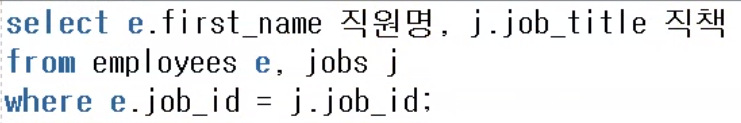 select e.first_name 직원명, j.job_title 직책
from employees e, jobs j
where e.job_id = j.job_id;